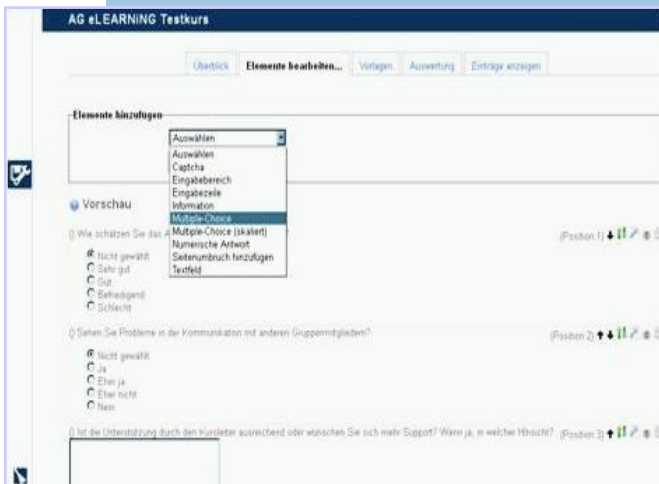 AG eLEARNiNG Testkurs
Überblick Elemente bearbeiten... Vorlagen Auswertung Einträge anzeigen
Elemente hinzufügen
Auswählen
Auswählen
Captcha
Eingabebereich
Eingabezeile
Information
Multiple-Choice
Multiple-Choice (skaliert)
Numerische Antwort
Seitenumbruch hinzufügen
Textfeld
Vorschau
() Wie schätzen Sie das A (Position 1)
Nicht gewählt
Sehr gut
Gut
Befriedigend
Schlecht
() Sehen Sie Probleme in der Kommunikation mit anderen Gruppenmitgliedern? (Position 2)
Nicht gewählt
Ja
Eher ja
Eher nicht
Nein
() Ist die Unterstützung durch den Kursleiter ausreichend oder wünschen Sie sich mehr Support? Wenn ja, in welcher Hinsicht? (Position 3)